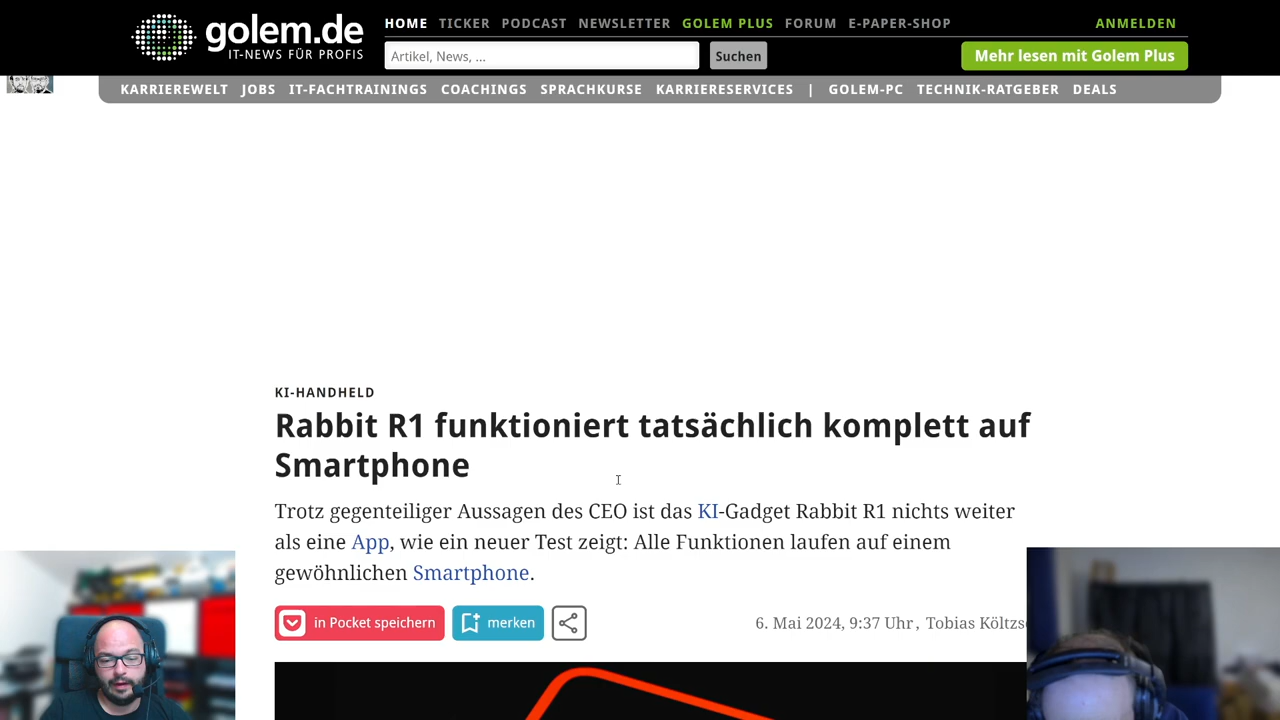 golem.de
IT-NEWS FÜR PROFIS
HOME TICKER PODCAST NEWSLETTER GOLEM PLUS FORUM E-PAPER-SHOP ANMELDEN
Artikel, News, ... Suchen Mehr lesen mit Golem Plus
KARRIEREWELT JOBS IT-FACHTRAININGS COACHINGS SPRACHKURSE KARRIERESERVICES | GOLEM-PC TECHNIK-RATGEBER DEALS
KI-HANDHELD
Rabbit R1 funktioniert tatsächlich komplett auf
Smartphone
Trotz gegenteiliger Aussagen des CEO ist das KI-Gadget Rabbit R1 nichts weiter
als eine App, wie ein neuer Test zeigt: Alle Funktionen laufen auf einem
gewöhnlichen Smartphone.
in Pocket speichern merken 6. Mai 2024, 9:37 Uhr, Tobias